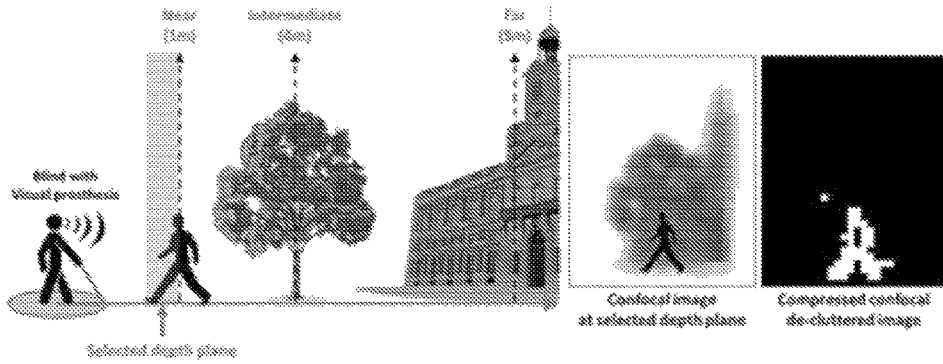 Near
(1m)
Intermediate
(4m)
Far
(8m)
Blind with
Visual prosthesis
Selected depth plane
Confocal image
at selected depth plane
Compressed confocal
de-cluttered image